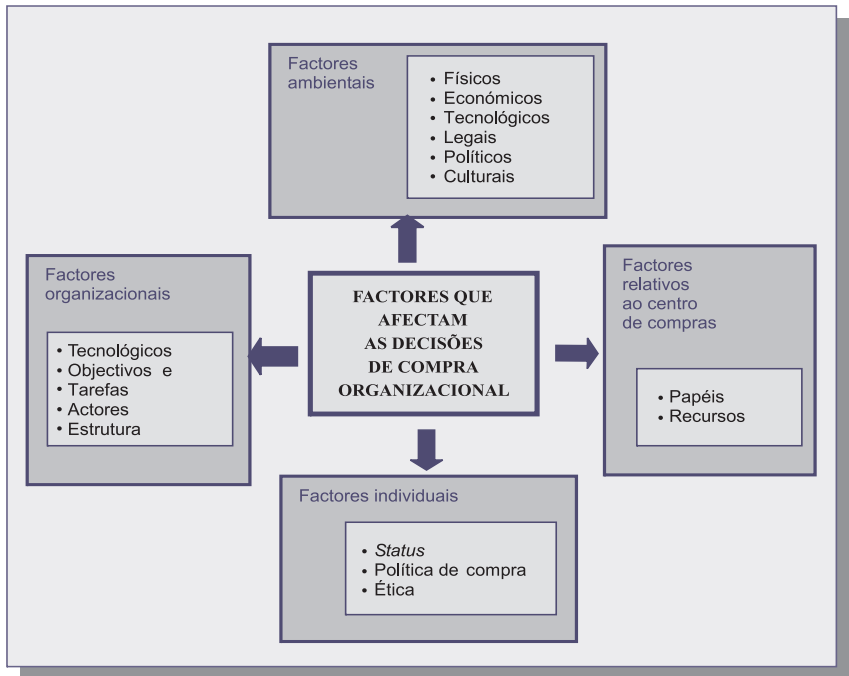 Factores
ambientais
• Físicos
• Económicos
• Tecnológicos
• Legais
• Políticos
• Culturais
Factores
organizacionais
• Tecnológicos
• Objectivos e
• Tarefas
• Actores
• Estrutura
FACTORES QUE
AFECTAM
AS DECISÕES
DE COMPRA
ORGANIZACIONAL
Factores
relativos
ao centro
de compras
• Papéis
• Recursos
Factores individuais
• Status
• Política de compra
• Ética